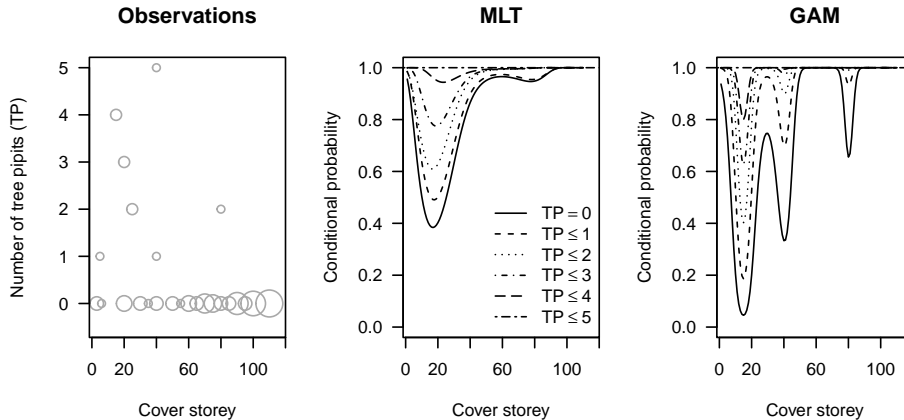 Observations
Number of tree pipits (TP)
5
4
3
2
1
0
0 20 60 100
Cover storey
MLT
Conditional probability
1.0
0.8
0.6
0.4
0.2
0.0
TP = 0
TP ≤ 1
TP ≤ 2
TP ≤ 3
TP ≤ 4
TP ≤ 5
0 20 60 100
Cover storey
GAM
Conditional probability
1.0
0.8
0.6
0.4
0.2
0.0
0 20 60 100
Cover storey